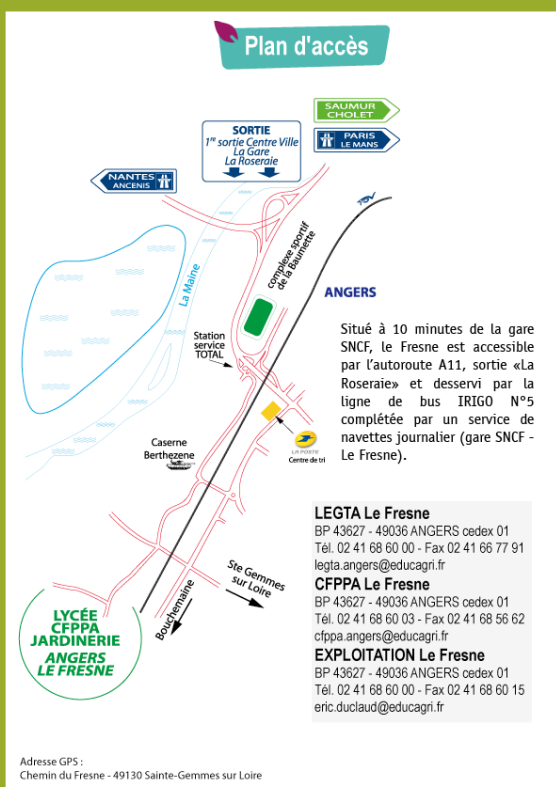 Plan d'accès
SAUMUR
CHOLET
SORTIE
1re sortie Centre Ville
La Gare
La Roseraie
PARIS
LE MANS
NANTES
ANCENIS
TGV
La Maine
complexe sportif
de la Baumette
ANGERS
Station
service
TOTAL
Situé à 10 minutes de la gare
SNCF, le Fresne est accessible
par l'autoroute A11, sortie «La
Roseraie» et desservi par la
ligne de bus IRIGO N°5
complétée par un service de
navettes journalier (gare SNCF -
Le Fresne).
Caserne
Berthezene
LA POSTE
Centre de tri
LEGTA Le Fresne
BP 43627 - 49036 ANGERS cedex 01
Tél. 02 41 68 60 00 - Fax 02 41 66 77 91
legta.angers@educagri.fr
CFPPA Le Fresne
BP 43627 - 49036 ANGERS cedex 01
Tél. 02 41 68 60 03 - Fax 02 41 68 56 62
cfppa.angers@educagri.fr
EXPLOITATION Le Fresne
BP 43627 - 49036 ANGERS cedex 01
Tél. 02 41 68 60 00 - Fax 02 41 68 60 15
eric.duclaud@educagri.fr
Ste Gemmes
sur Loire
Bouchemaine
LYCÉE
CFPPA
JARDINERIE
ANGERS
LE FRESNE
Adresse GPS :
Chemin du Fresne - 49130 Sainte-Gemmes sur Loire